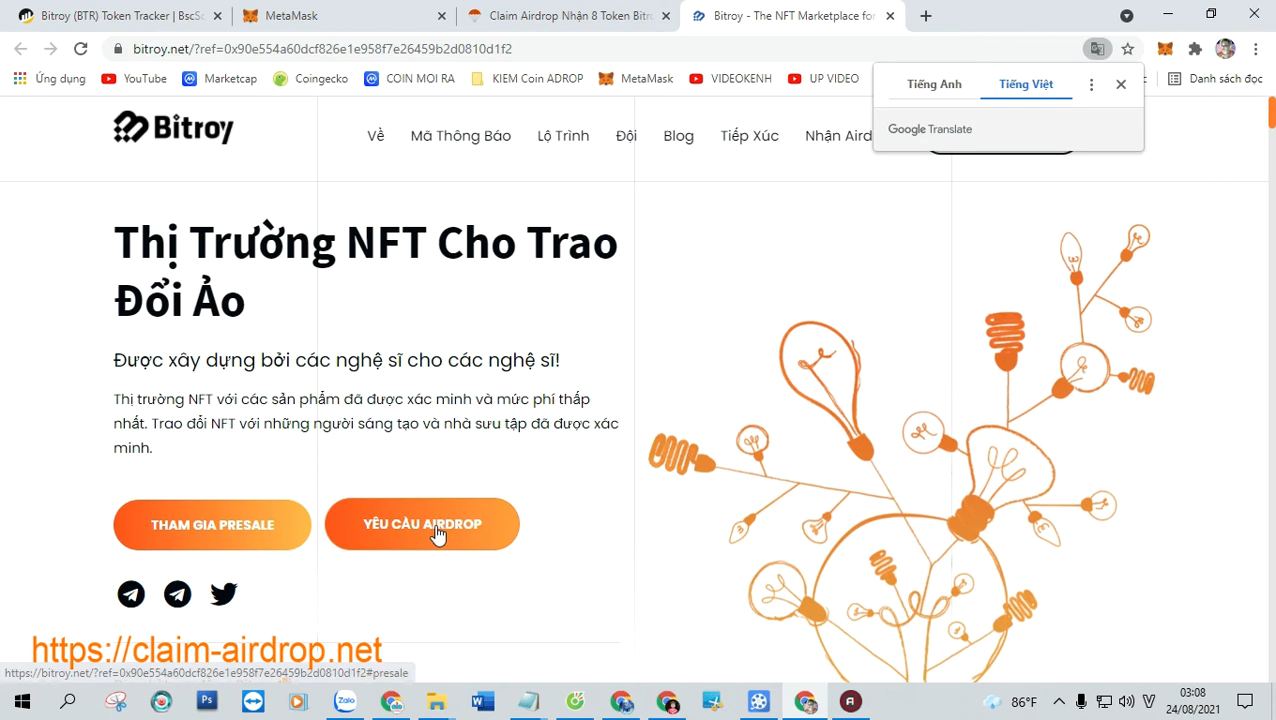 Bitroy (BTR) Token Tracker | BscSc
MetaMask
Claim Airdrop Nhận 8 Token Bitro
Bitroy - The NFT Marketplace for
bitroy.net/?ref=0x90e554a60dcf826e1e958f7e26459b2d0810d1f2
Ứng dụng
YouTube
Marketcap
Coingecko
COIN MOI RA
KIEM Coin ADROP
MetaMask
VIDEOKENH
UP VIDEO
Danh sách đọc
Tiếng Anh
Tiếng Việt
Google Translate
Bitroy
Về
Mã Thông Báo
Lộ Trình
Đội
Blog
Tiếp Xúc
Nhận Aird
Thị Trường NFT Cho Trao
Đổi Ảo
Được xây dựng bởi các nghệ sĩ cho các nghệ sĩ!
Thị trường NFT với các sản phẩm đã được xác minh và mức phí thấp
nhất. Trao đổi NFT với những người sáng tạo và nhà sưu tập đã được xác
minh.
THAM GIA PRESALE
YÊU CẦU AIRDROP
https://claim-airdrop.net
https://bitroy.net/?ref=0x90e554a60dcf826e1e958f7e26459b2d0810d1f2#presale
Ps
Zalo
W
A
86°F
V
03:08
24/08/2021